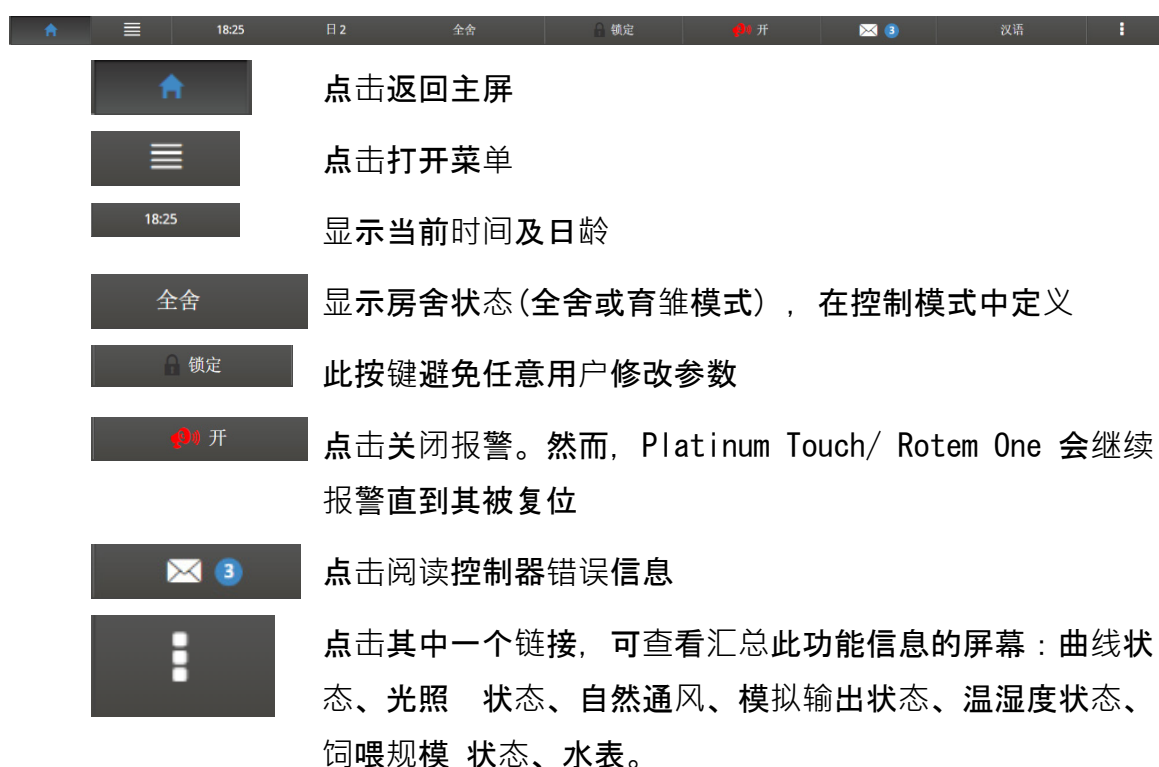 18:25 日 2 全舍 锁定 开 3 汉语
点击返回主屏
点击打开菜单
18:25 显示当前时间及日龄
全舍 显示房舍状态(全舍或育雏模式) , 在控制模式中定义
锁定 此按键避免任意用户修改参数
开 点击关闭报警。然而, Platinum Touch/ Rotem One 会继续
报警直到其被复位
3 点击阅读控制器错误信息
点击其中一个链接, 可查看汇总此功能信息的屏幕:曲线状
态、光照 状态、自然通风、模拟输出状态、温湿度状态、
饲喂规模 状态、水表。